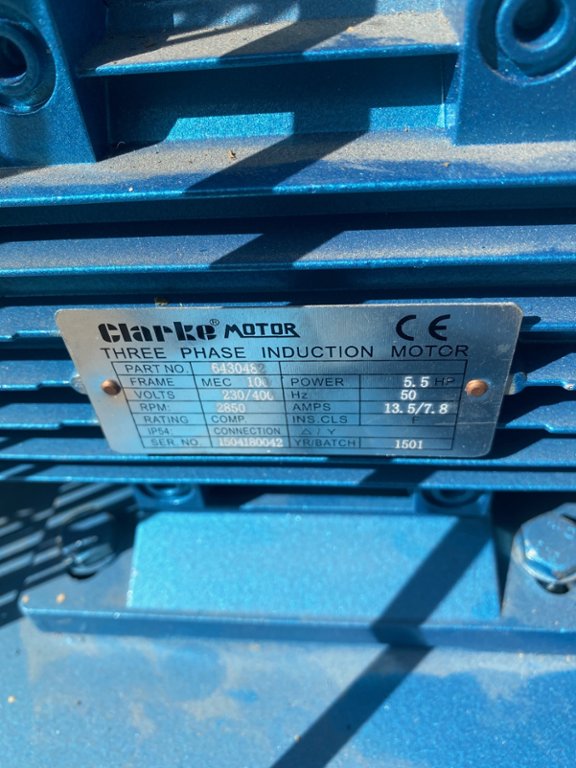 Clarke® MOTOR CE
THREE PHASE INDUCTION MOTOR
PART NO.
FRAME MEC 100 POWER 5.5 HP
VOLTS 230/400 Hz 50
RPM: 2850 AMPS 13.5/7.8
RATING COMP. INS.CLS F
IP54: CONNECTION △/Y
SER. NO. 1504180042 YR/BATCH 1501